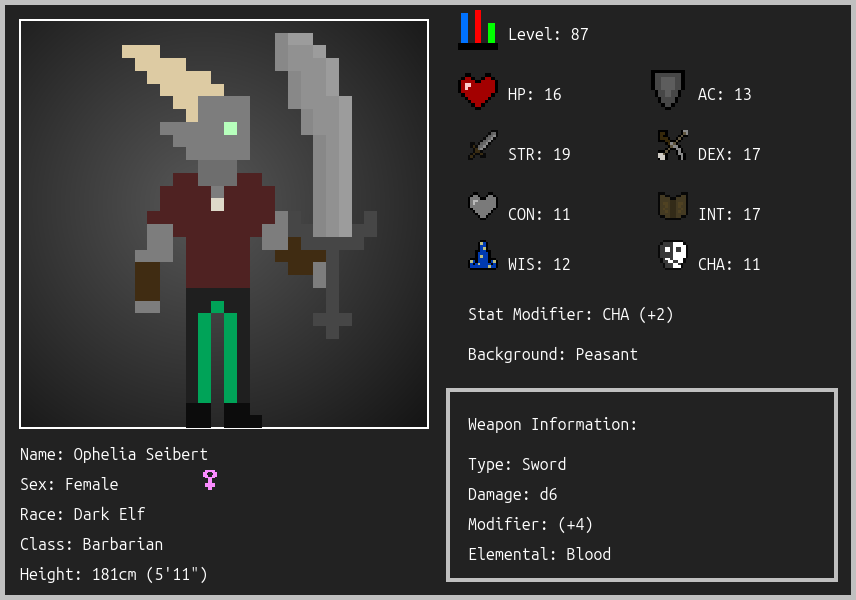 Level: 87
HP: 16
AC: 13
STR: 19
DEX: 17
CON: 11
INT: 17
WIS: 12
CHA: 11
Stat Modifier: CHA (+2)
Background: Peasant
Name: Ophelia Seibert
Sex: Female
Race: Dark Elf
Class: Barbarian
Height: 181cm (5'11")
Weapon Information:
Type: Sword
Damage: d6
Modifier: (+4)
Elemental: Blood